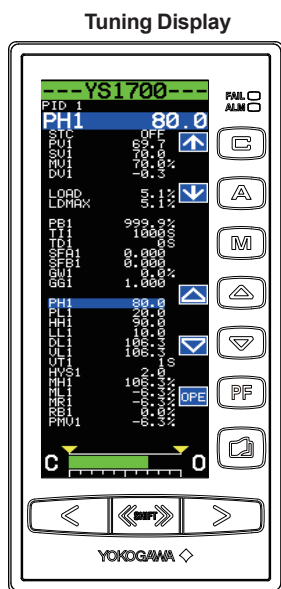 Tuning Display
---YS1700---
PID 1
PH1 80.0
STC OFF
PV1 69.7
SV1 70.0
MV1 70.0%
DV1 -0.3
LOAD 5.1%
LDMAX 5.1%
PB1 999.9%
TI1 1000S
TD1 0S
SFA1 0.000
SFB1 0.000
GW1 0.0%
GG1 1.000
PH1 80.0
PL1 20.0
HH1 90.0
LL1 10.0
DL1 106.3
VL1 106.3
VT1 1S
HYS1 2.0
MH1 106.3%
ML1 -6.3%
MR1 -6.3%
RB1 0.0%
PMV1 -6.3%
OPE
C O
FAIL
ALM
C
A
M
PF
SHIFT
YOKOGAWA